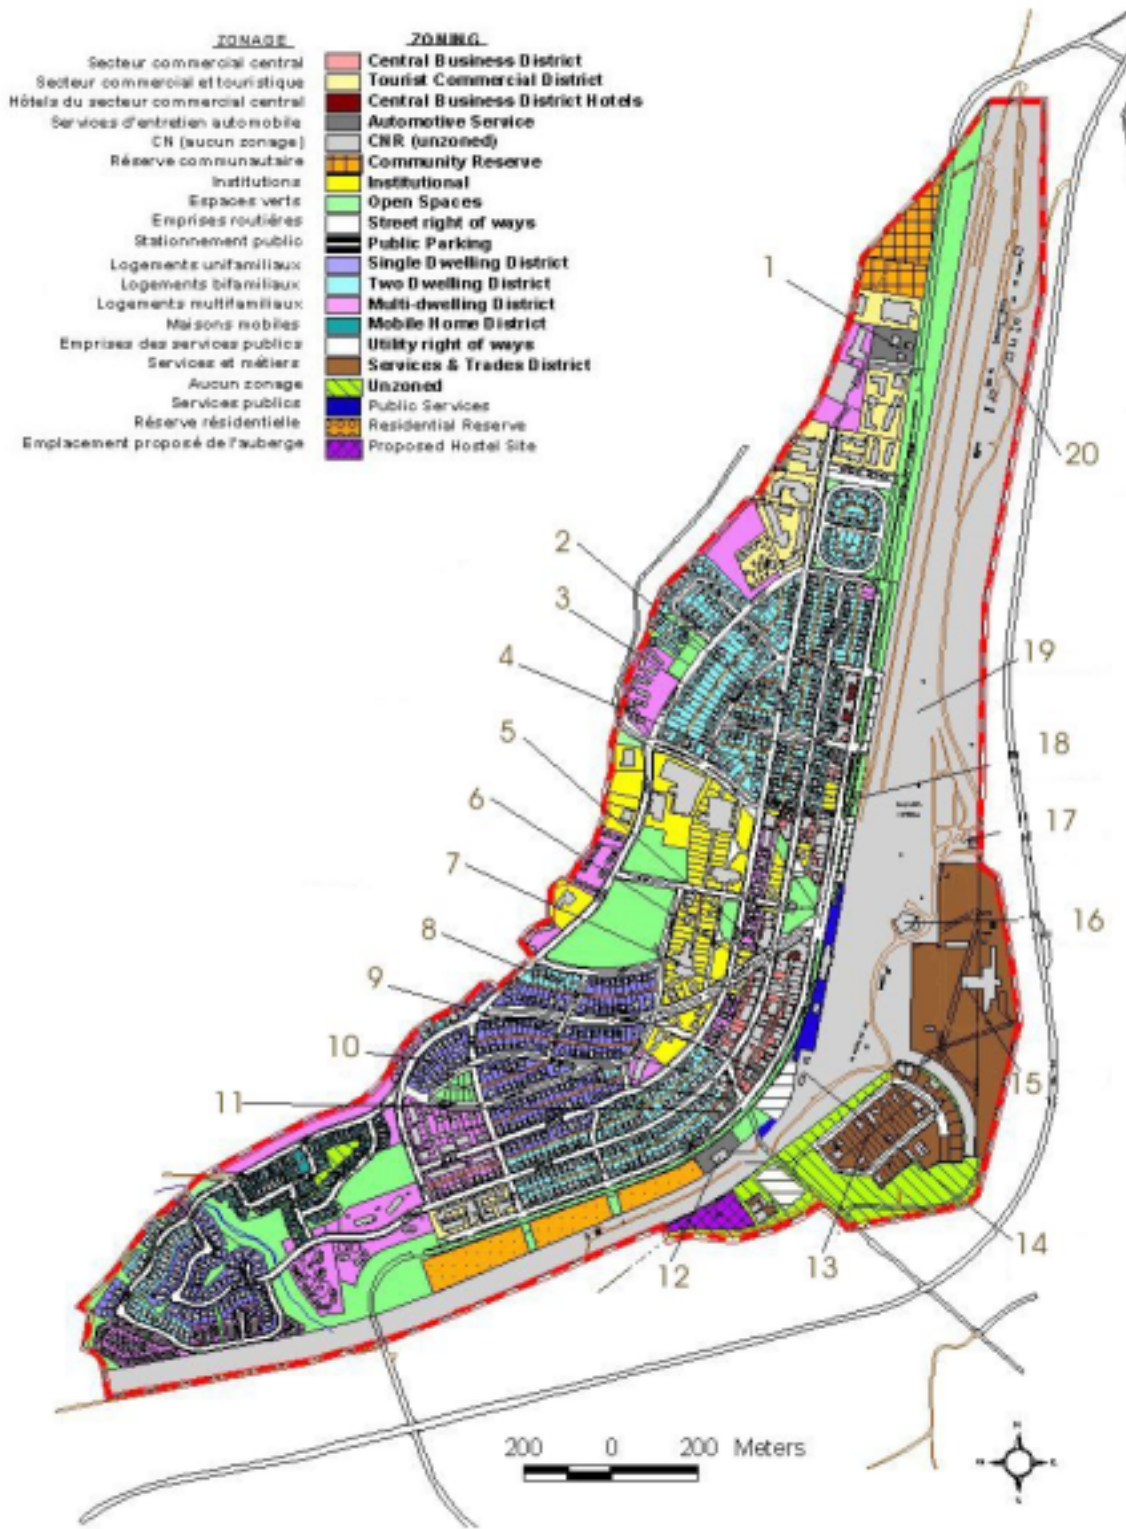 ZONAGE ZONING
Secteur commercial central Central Business District
Secteur commercial et touristique Tourist Commercial District
Hôtels du secteur commercial central Central Business District Hotels
Services d'entretien automobile Automotive Service
CN (aucun zonage) CNR (unzoned)
Réserve communautaire Community Reserve
Institutions Institutional
Espaces verts Open Spaces
Emprises routières Street right of ways
Stationnement public Public Parking
Logements unifamiliaux Single Dwelling District
Logements bifamiliaux Two Dwelling District
Logements multifamiliaux Multi-dwelling District
Maisons mobiles Mobile Home District
Emprises des services publics Utility right of ways
Services et métiers Services & Trades District
Aucun zonage Unzoned
Services publics Public Services
Réserve résidentielle Residential Reserve
Emplacement proposé de l'auberge Proposed Hostel Site
1
20
2
3
4
19
5
18
6
17
7
16
8
9
10
15
11
14
12
13
200 0 200 Meters